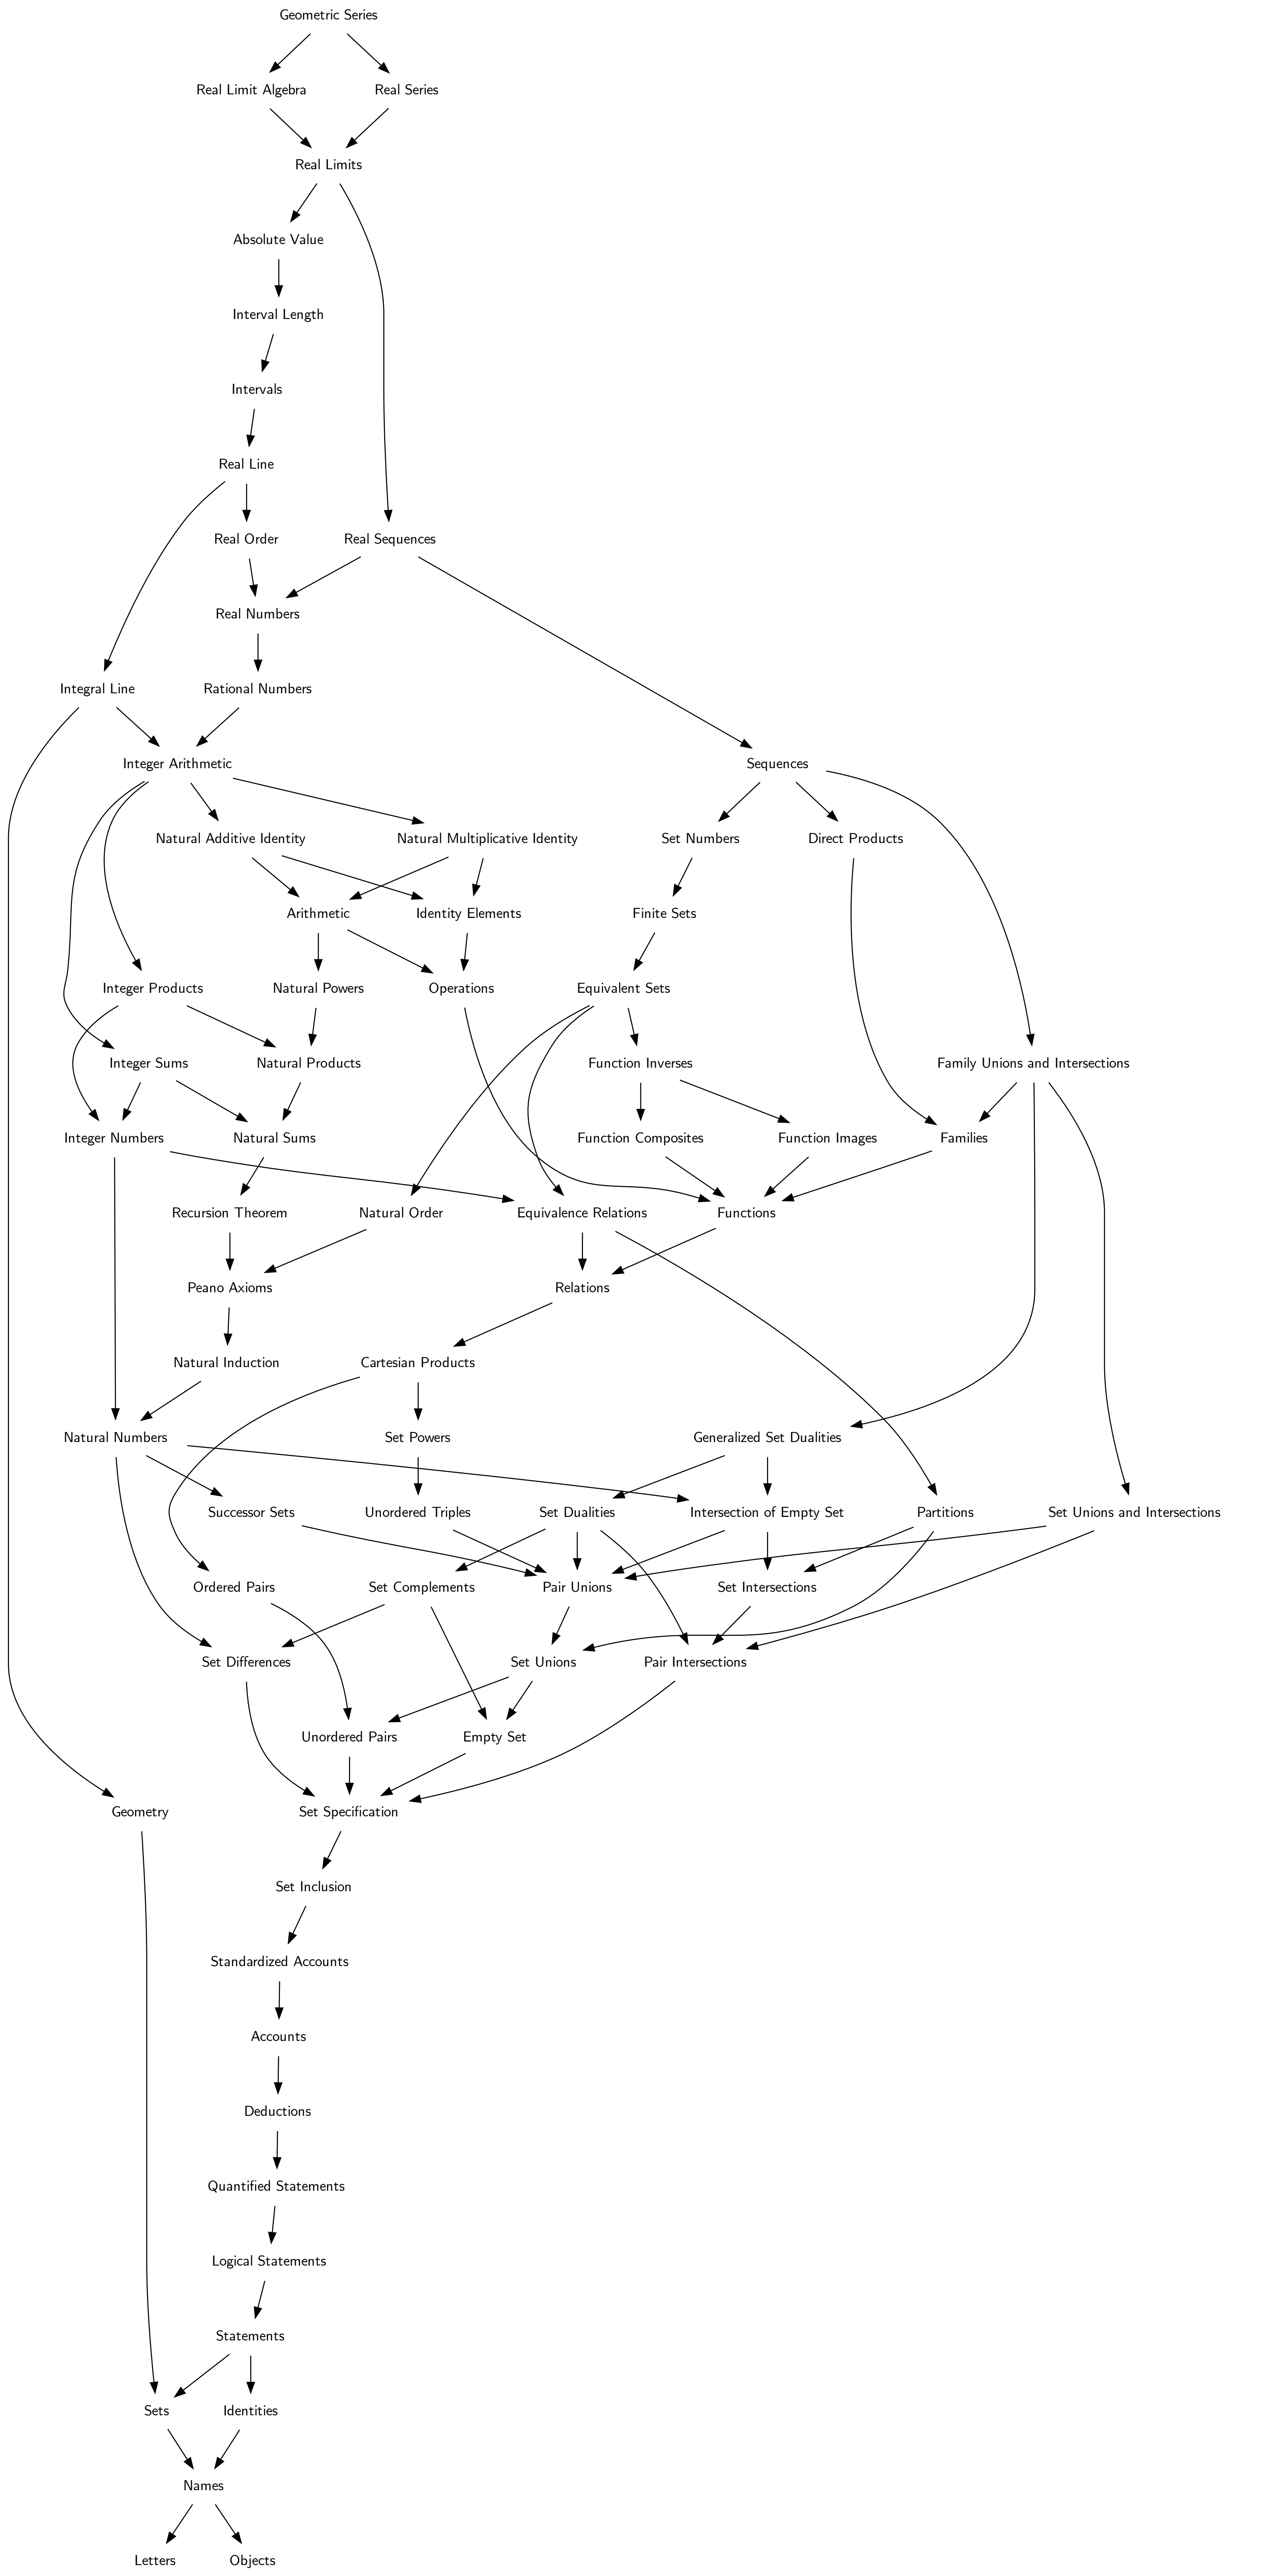 Geometric Series
Real Limit Algebra
Real Series
Real Limits
Absolute Value
Interval Length
Intervals
Real Line
Real Order
Real Sequences
Real Numbers
Integral Line
Rational Numbers
Integer Arithmetic
Sequences
Natural Additive Identity
Natural Multiplicative Identity
Set Numbers
Direct Products
Arithmetic
Identity Elements
Finite Sets
Integer Products
Natural Powers
Operations
Equivalent Sets
Integer Sums
Natural Products
Function Inverses
Family Unions and Intersections
Integer Numbers
Natural Sums
Function Composites
Function Images
Families
Recursion Theorem
Natural Order
Equivalence Relations
Functions
Peano Axioms
Relations
Natural Induction
Cartesian Products
Natural Numbers
Set Powers
Generalized Set Dualities
Successor Sets
Unordered Triples
Set Dualities
Intersection of Empty Set
Partitions
Set Unions and Intersections
Ordered Pairs
Set Complements
Pair Unions
Set Intersections
Set Differences
Set Unions
Pair Intersections
Unordered Pairs
Empty Set
Geometry
Set Specification
Set Inclusion
Standardized Accounts
Accounts
Deductions
Quantified Statements
Logical Statements
Statements
Sets
Identities
Names
Letters
Objects